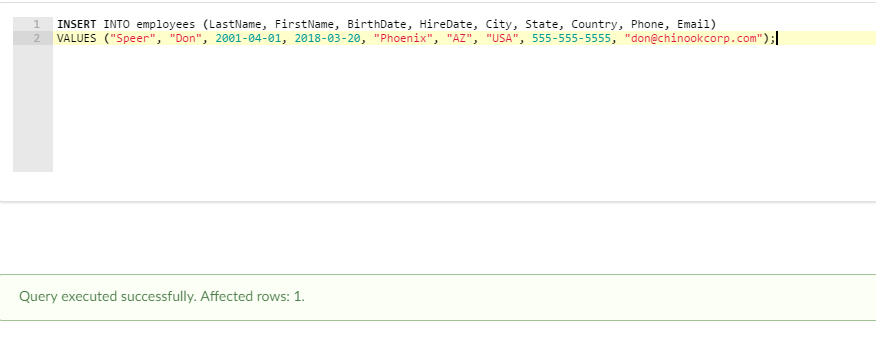 1 INSERT INTO employees (LastName, FirstName, BirthDate, HireDate, City, State, Country, Phone, Email)
2 VALUES ("Speer", "Don", 2001-04-01, 2018-03-20, "Phoenix", "AZ", "USA", 555-555-5555, "don@chinookcorp.com");
Query executed successfully. Affected rows: 1.